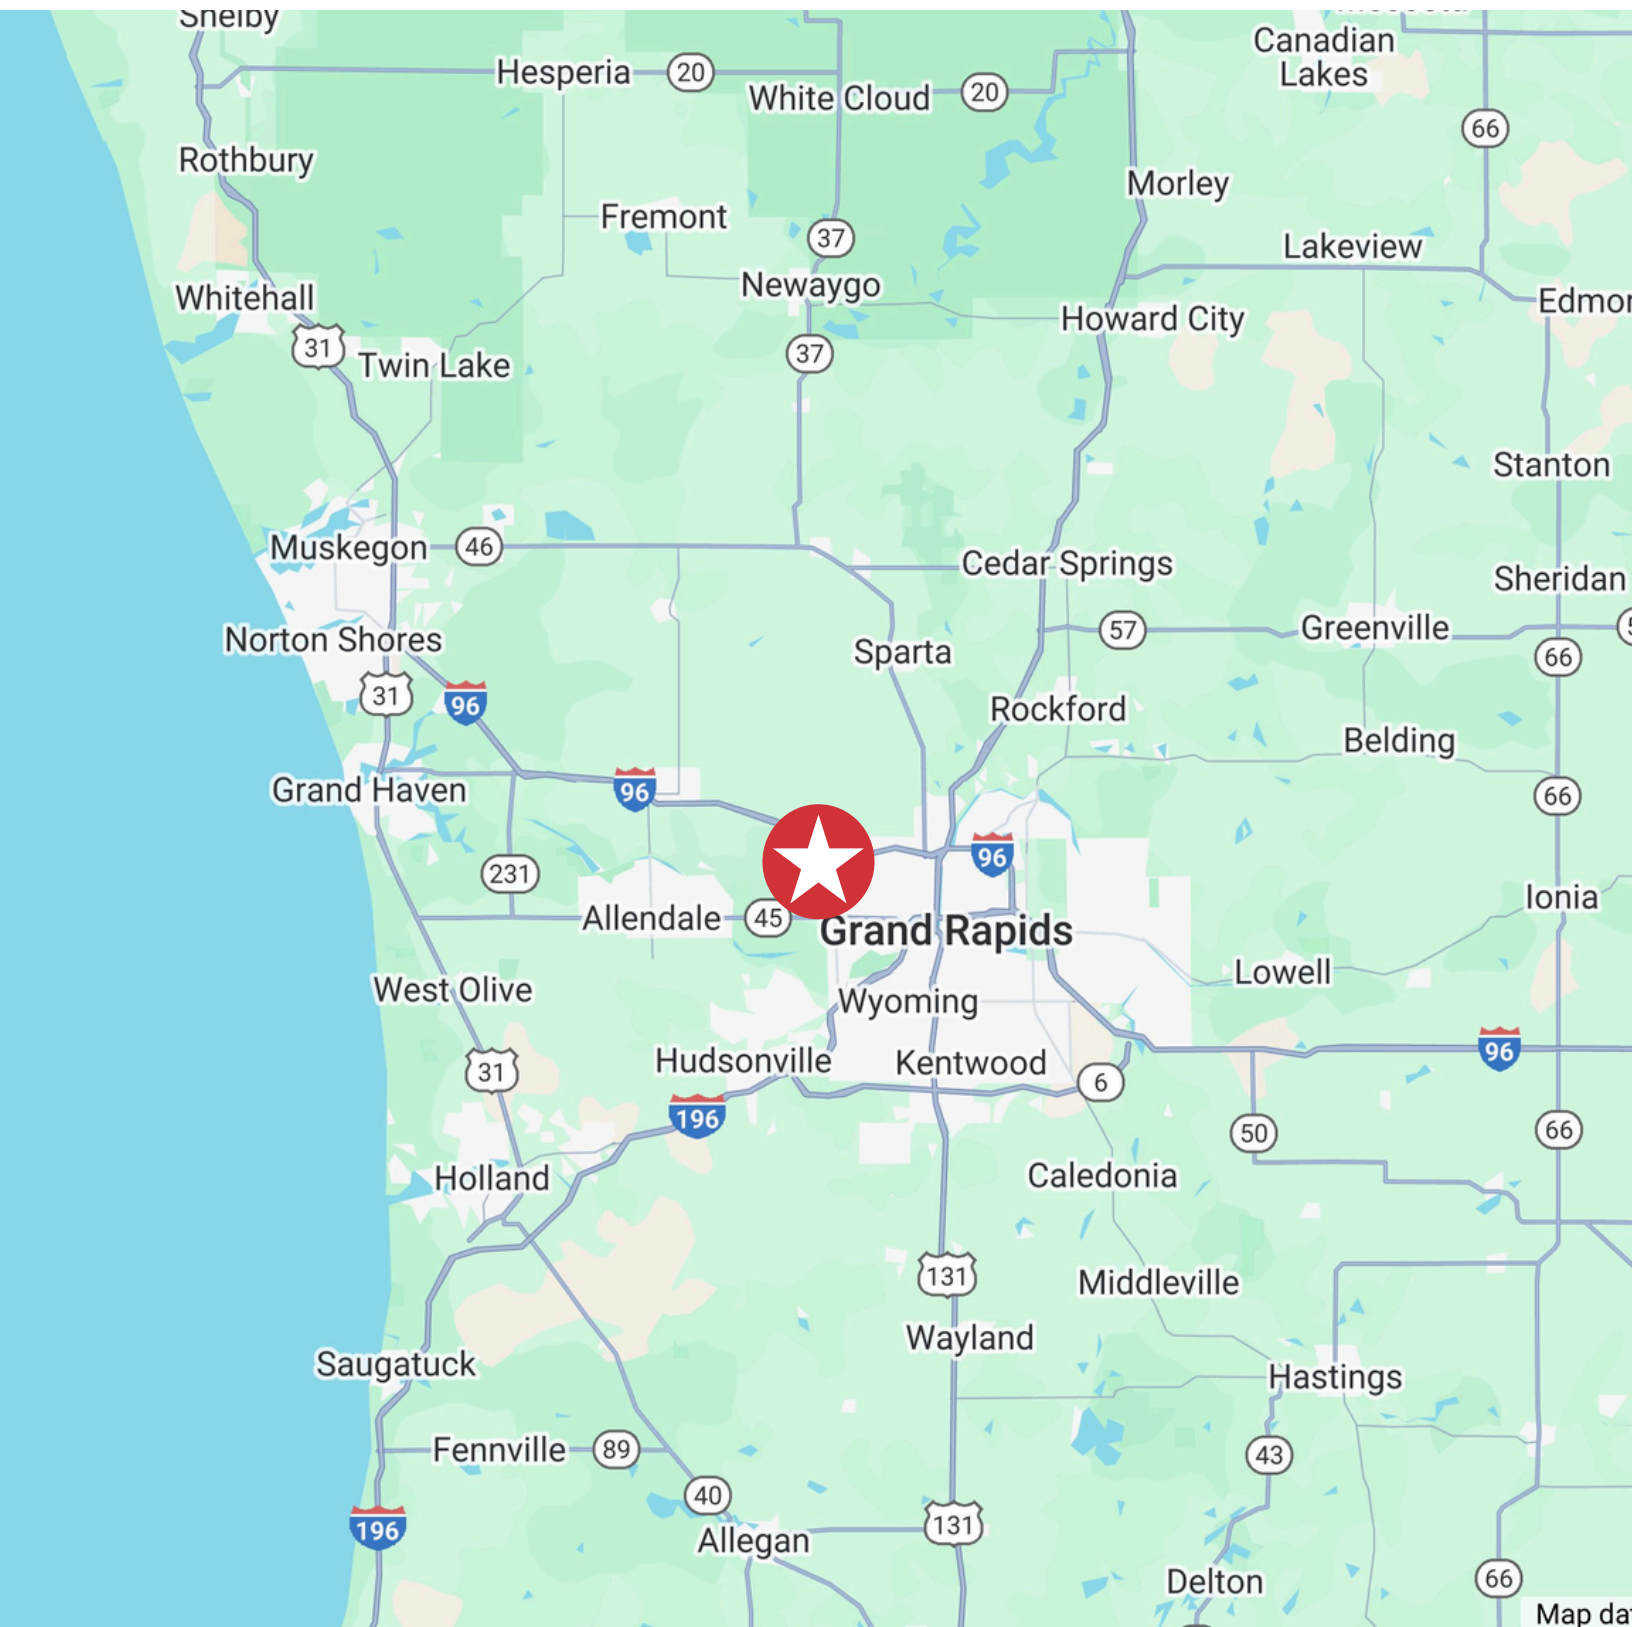 Shelby
Canadian
Lakes
Hesperia
20
White Cloud
20
66
Rothbury
Morley
Fremont
37
Lakeview
Newaygo
Whitehall
Howard City
31
37
Twin Lake
Stanton
Muskegon
46
Cedar Springs
Sheridan
57
Greenville
Norton Shores
Sparta
66
31
96
Rockford
Belding
Grand Haven
96
66
96
231
Ionia
Allendale
45
Grand Rapids
Lowell
West Olive
Wyoming
96
Hudsonville
Kentwood
31
6
196
50
66
Holland
Caledonia
131
Middleville
Wayland
Saugatuck
Hastings
Fennville
89
43
40
196
131
Allegan
Delton
66
Map da